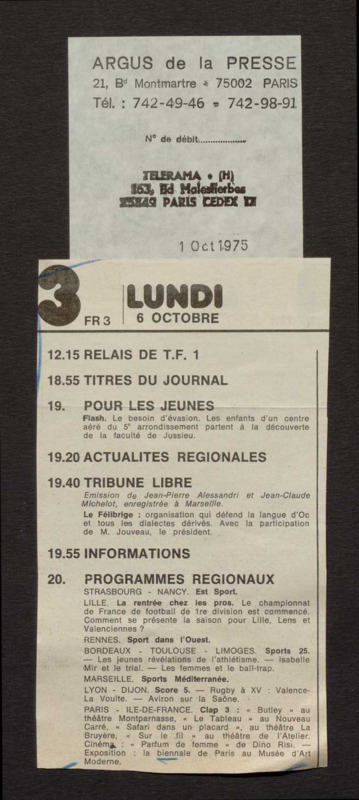 ARGUS de la PRESSE
21, Bd Montmartre * 75002 PARIS
Tél. : 742-49-46 = 742-98-91
N° de débit...................
TELERAMA * (H)
163, Bd Malesherbes
75849 PARIS CEDEX 17
1 Oct 1975
3
FR 3
LUNDI
6 OCTOBRE
12.15 RELAIS DE T.F. 1
18.55 TITRES DU JOURNAL
19. POUR LES JEUNES
Flash. Le besoin d'évasion. Les enfants d'un centre
aéré du 5e arrondissement partent à la découverte
de la faculté de Jussieu.
19.20 ACTUALITES REGIONALES
19.40 TRIBUNE LIBRE
Emission de Jean-Pierre Alessandri et Jean-Claude
Michelot, enregistrée à Marseille.
Le Félibrige : organisation qui défend la langue d'Oc
et tous les dialectes dérivés. Avec la participation
de M. Jouveau, le président.
19.55 INFORMATIONS
20. PROGRAMMES REGIONAUX
STRASBOURG - NANCY. Est Sport.
LILLE. La rentrée chez les pros. Le championnat
de France de football de 1re division est commencé.
Comment se présente la saison pour Lille, Lens et
Valenciennes ?
RENNES. Sport dans l'Ouest.
BORDEAUX - TOULOUSE - LIMOGES. Sports 25.
— Les jeunes révélations de l'athlétisme. — Isabelle
Mir et le trial. — Les femmes et le ball-trap.
MARSEILLE. Sports Méditerranée.
LYON - DIJON. Score 5. — Rugby à XV : Valence-
La Voulte. — Aviron sur la Saône.
PARIS - ILE-DE-FRANCE. Clap 3 : « Butley » au
théâtre Montparnasse, « Le Tableau » au Nouveau
Carré, « Safari dans un placard », au théâtre La
Bruyère, « Sur le fil » au théâtre de l'Atelier.
Cinéma : « Parfum de femme » de Dino Risi. —
Exposition : la biennale de Paris au Musée d'Art
Moderne.